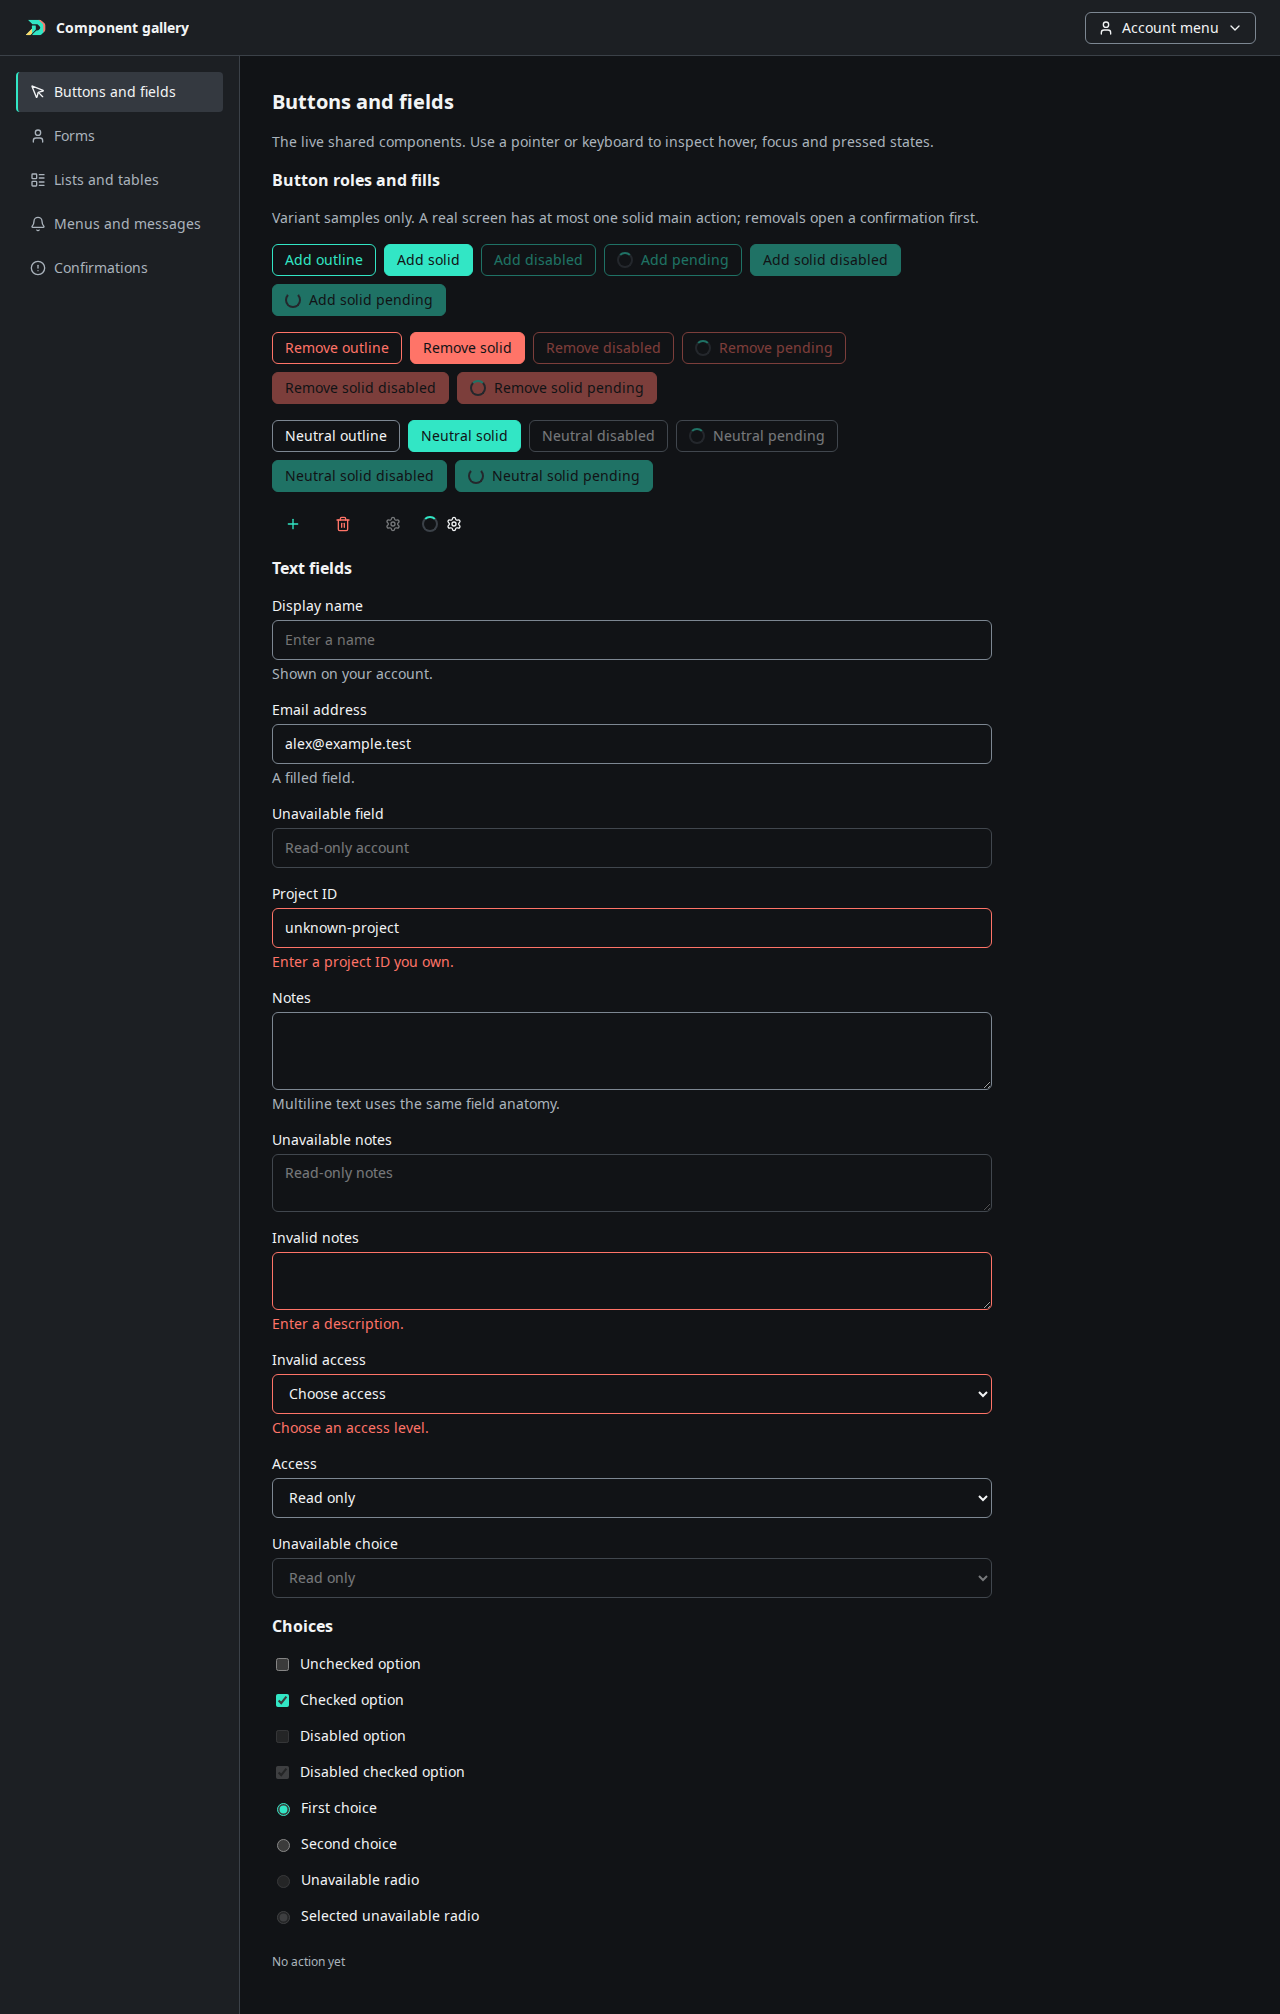 Component gallery
Account menu
Buttons and fields
Forms
Lists and tables
Menus and messages
Confirmations
Buttons and fields
The live shared components. Use a pointer or keyboard to inspect hover, focus and pressed states.
Button roles and fills
Variant samples only. A real screen has at most one solid main action; removals open a confirmation first.
Add outline Add solid Add disabled Add pending Add solid disabled
Add solid pending
Remove outline Remove solid Remove disabled Remove pending
Remove solid disabled Remove solid pending
Neutral outline Neutral solid Neutral disabled Neutral pending
Neutral solid disabled Neutral solid pending
Text fields
Display name
Enter a name
Shown on your account.
Email address
alex@example.test
A filled field.
Unavailable field
Read-only account
Project ID
unknown-project
Enter a project ID you own.
Notes
Multiline text uses the same field anatomy.
Unavailable notes
Read-only notes
Invalid notes
Enter a description.
Invalid access
Choose access
Choose an access level.
Access
Read only
Unavailable choice
Read only
Choices
Unchecked option
Checked option
Disabled option
Disabled checked option
First choice
Second choice
Unavailable radio
Selected unavailable radio
No action yet